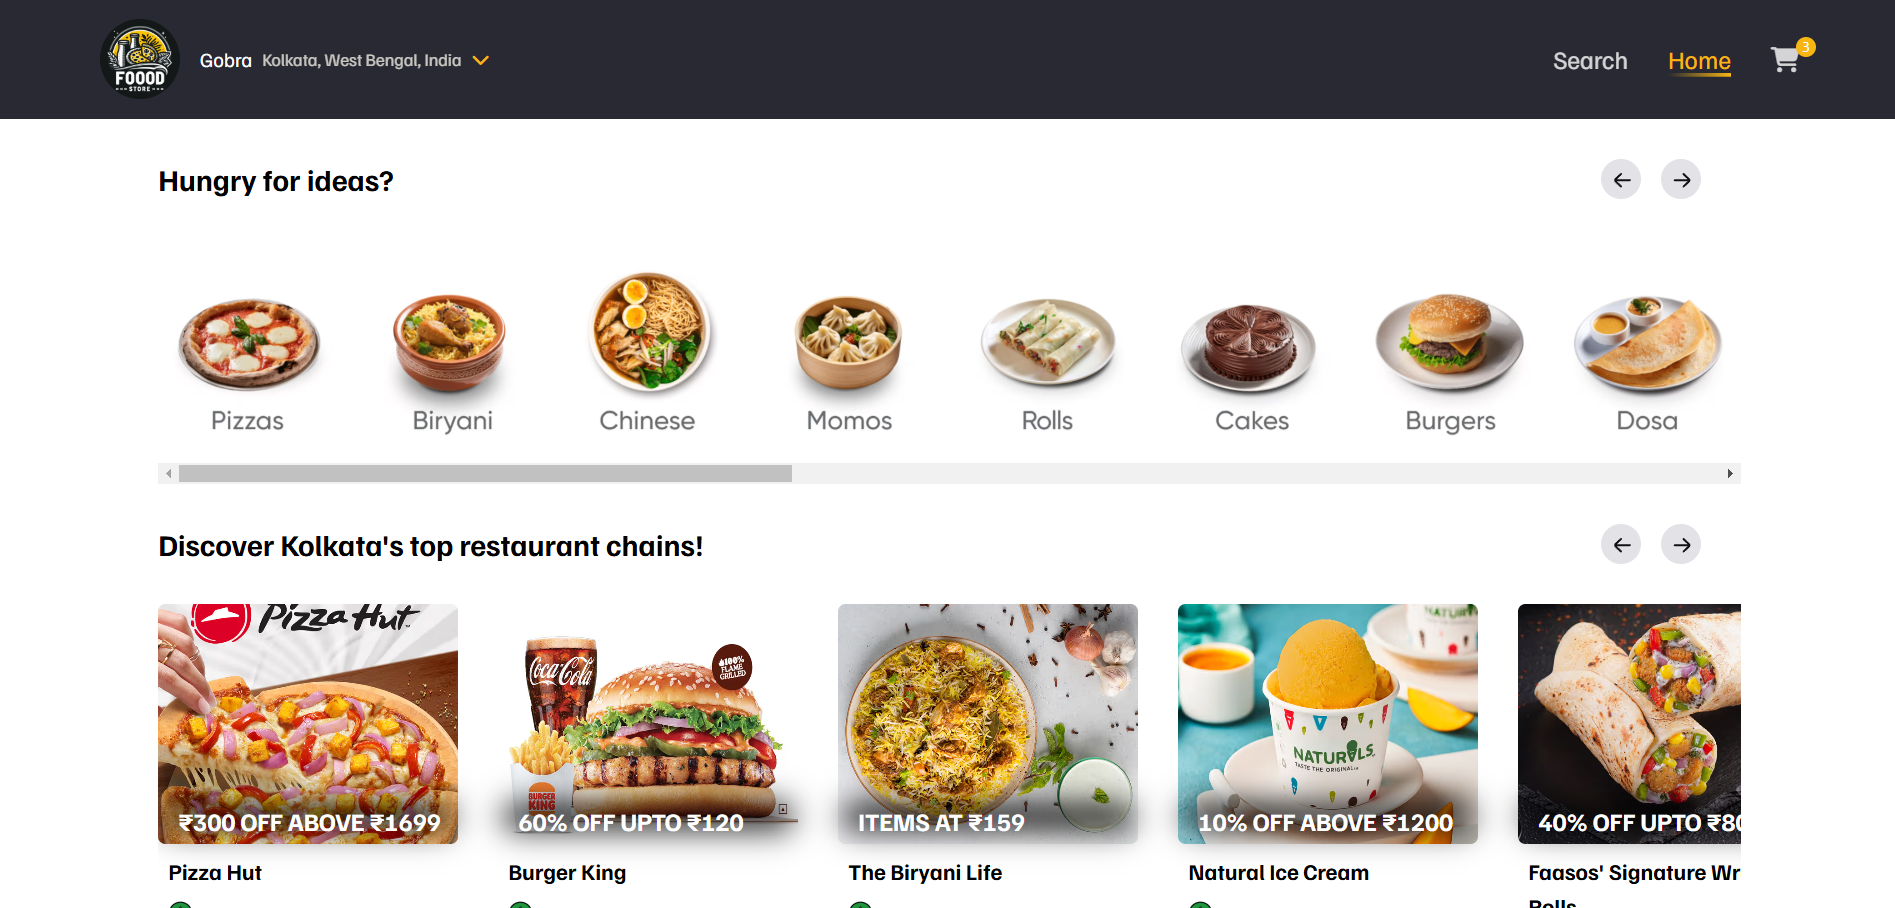 FOOOD
STORE
Gobra Kolkata, West Bengal, India
Search
Home
3
Hungry for ideas?
Pizzas
Biryani
Chinese
Momos
Rolls
Cakes
Burgers
Dosa
Discover Kolkata's top restaurant chains!
Pizza Hut
₹300 OFF ABOVE ₹1699
Coca-Cola
100%
FLAME
GRILLED
BURGER
KING
60% OFF UPTO ₹120
ITEMS AT ₹159
NATURALS
TASTE THE ORIGINAL
10% OFF ABOVE ₹1200
40% OFF UPTO ₹80
Pizza Hut
Burger King
The Biryani Life
Natural Ice Cream
Faasos' Signature Wr
Rolls